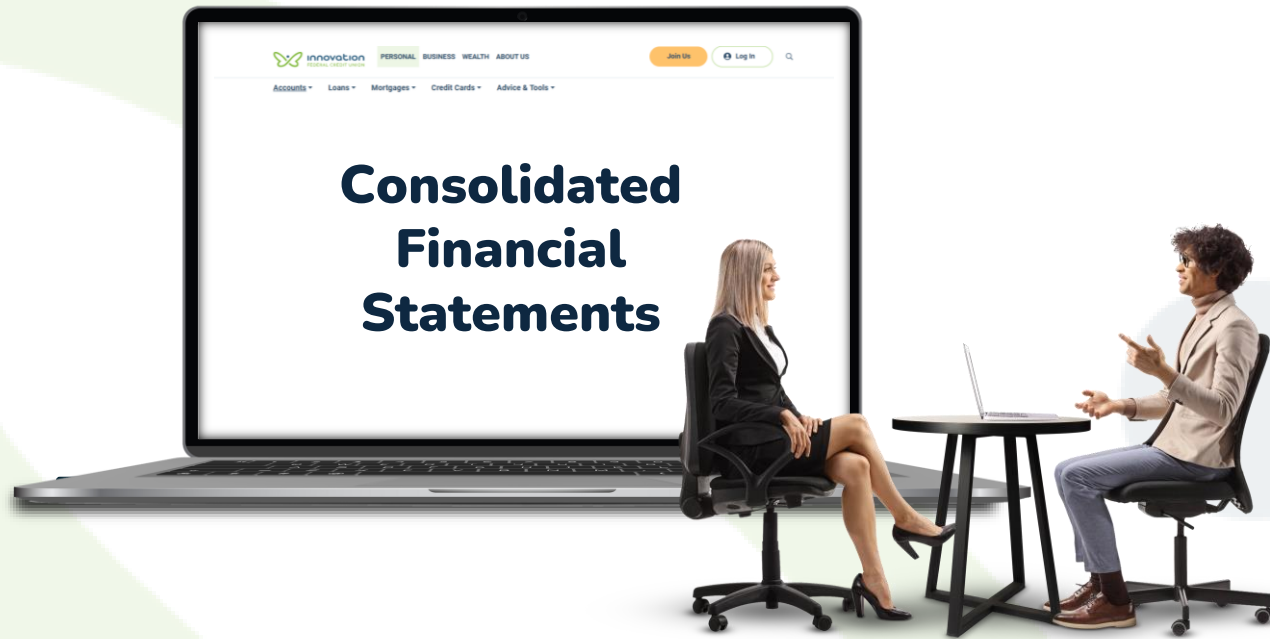 innovation
FEDERAL CREDIT UNION
PERSONAL BUSINESS WEALTH ABOUT US
Join Us
Log In
Accounts Loans Mortgages Credit Cards Advice & Tools
Consolidated
Financial
Statements